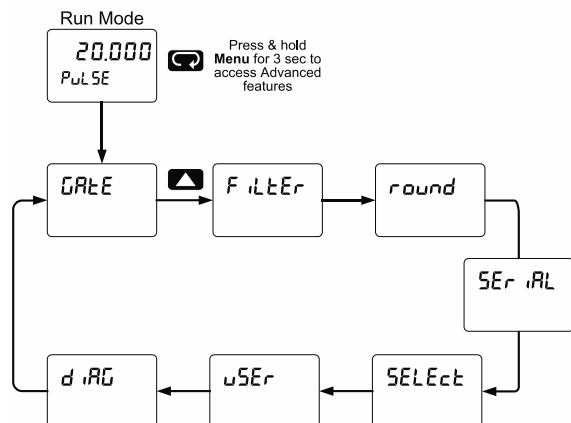 Run Mode
20.000
PuLSE
Press & hold
Menu for 3 sec to
access Advanced
features
GAtE
FiLtEr
round
SEriAL
diAG
uSEr
SELEct